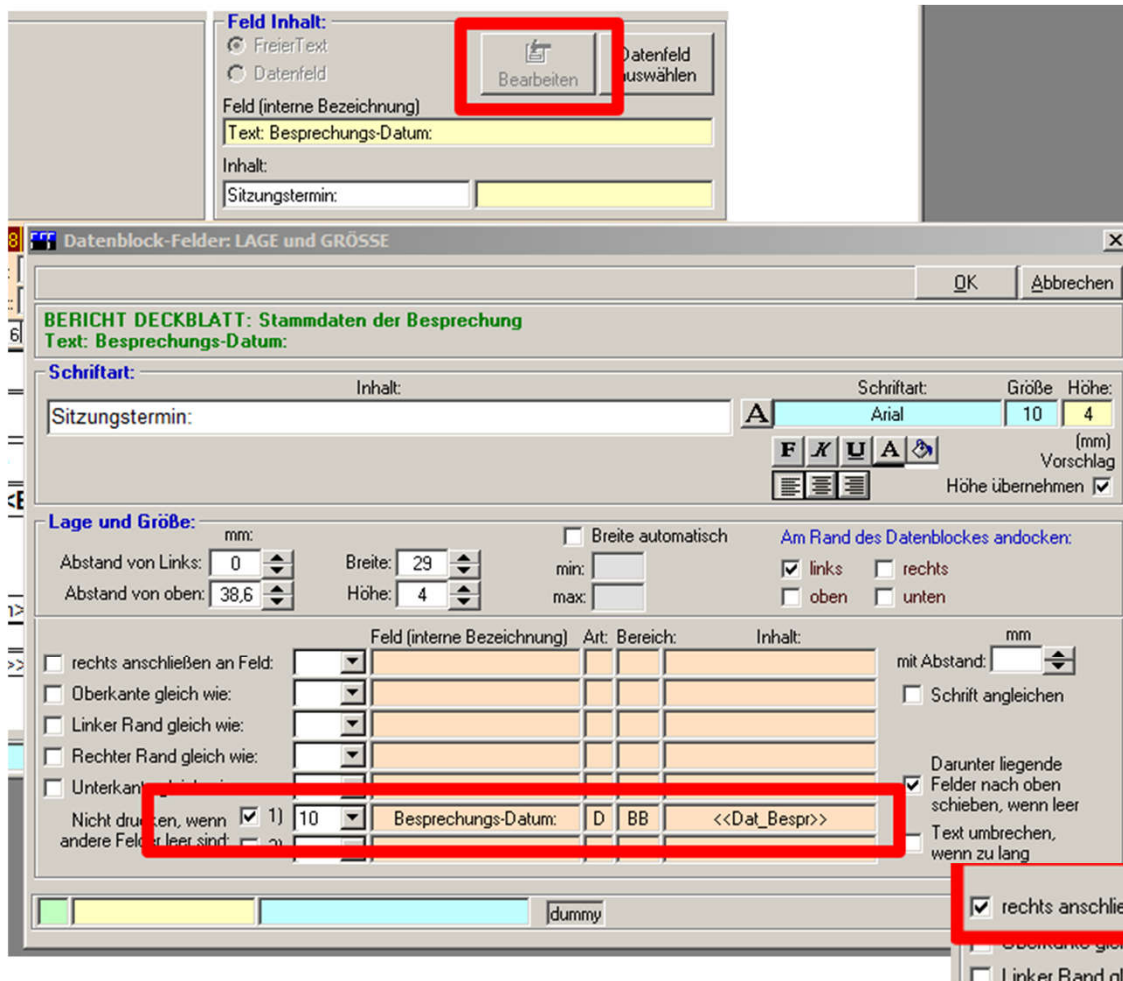 Feld Inhalt:
FreierText
Datenfeld
Bearbeiten
Datenfeld
auswählen
Feld (interne Bezeichnung)
Text: Besprechungs-Datum:
Inhalt:
Sitzungstermin:
8 Datenblock-Felder: LAGE und GRÖSSE
OK Abbrechen
6
BERICHT DECKBLATT: Stammdaten der Besprechung
Text: Besprechungs-Datum:
Schriftart:
Inhalt: Schriftart: Größe Höhe:
Sitzungstermin: A Arial 10 4
F K U A (mm)
Vorschlag
Höhe übernehmen
Lage und Größe:
mm: Breite automatisch Am Rand des Datenblockes andocken:
Abstand von Links: 0 Breite: 29 min: links rechts
Abstand von oben: 38,6 Höhe: 4 max: oben unten
Feld (interne Bezeichnung) Art: Bereich: Inhalt: mm
rechts anschließen an Feld: mit Abstand:
Oberkante gleich wie: Schrift angleichen
Linker Rand gleich wie:
Rechter Rand gleich wie:
Darunter liegende
Felder nach oben
schieben, wenn leer
Nicht drucken, wenn 1) 10 Besprechungs-Datum: D BB <<Dat_Bespr>>
andere Felder leer sind:
Text umbrechen,
wenn zu lang
dummy
rechts anschlie
Linker Rand gl